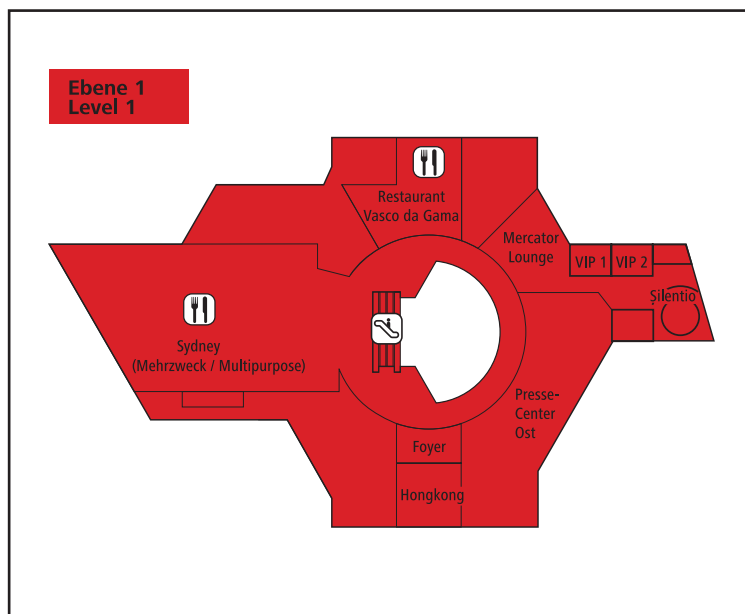 Ebene 1
Level 1
Restaurant
Vasco da Gama
Mercator
Lounge
VIP 1
VIP 2
Silentio
Sydney
(Mehrzweck / Multipurpose)
Presse-
Center
Ost
Foyer
Hongkong